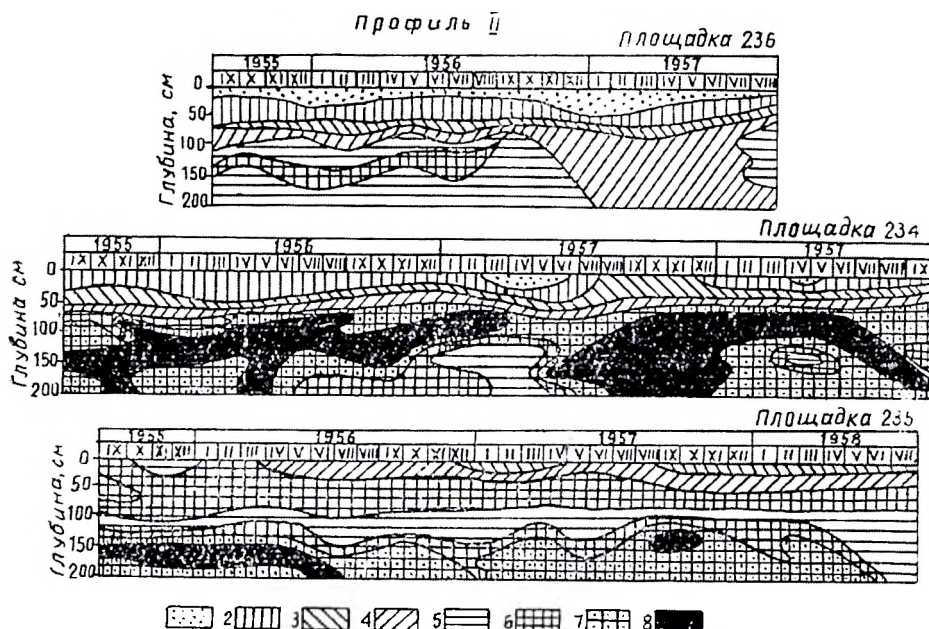 Профиль II
Площадка 236
1955 1956 1957
IX X XI XII I II III IV V VI VII VIII IX X XI XII I II III IV V VI VII VIII
Глубина, см
0
50
100
150
200
Площадка 234
1955 1956 1957 1957
IX X XI XII I II III IV V VI VII VIII IX X XI XII I II III IV V VI VII VIII IX X XI XII I II III IV V VI VII VIII IX
Глубина см
0
50
100
150
200
Площадка 235
1955 1956 1957 1958
IX X XI XII I II III IV V VI VII VIII IX X XI XII I II III IV V VI VII VIII IX X XI XII I II III IV V VI VII
Глубина, см
0
50
100
150
200
2 3 4 5 6 7 8